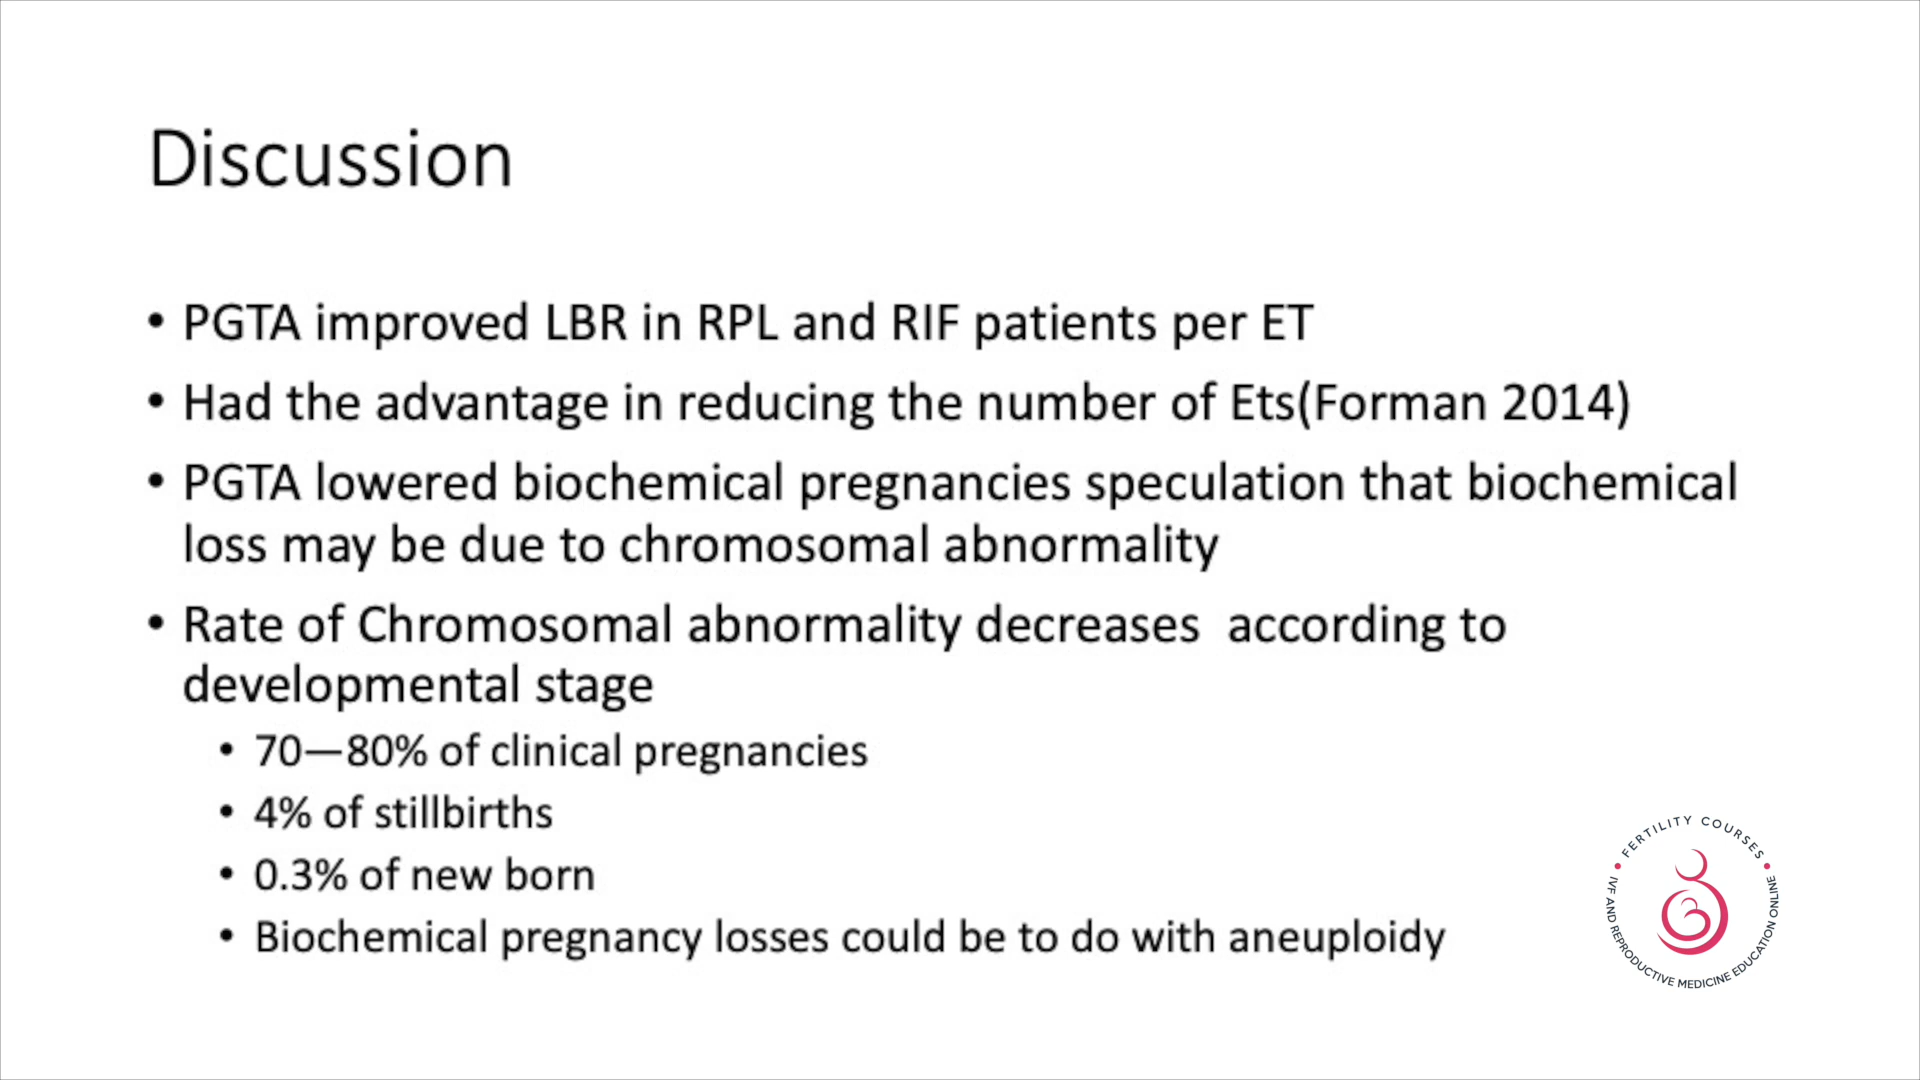 Discussion
• PGTA improved LBR in RPL and RIF patients per ET
• Had the advantage in reducing the number of Ets(Forman 2014)
• PGTA lowered biochemical pregnancies speculation that biochemical
loss may be due to chromosomal abnormality
• Rate of Chromosomal abnormality decreases  according to
developmental stage
• 70—80% of clinical pregnancies
• 4% of stillbirths
• 0.3% of new born
• Biochemical pregnancy losses could be to do with aneuploidy
FERTILITY COURSES
IVF AND REPRODUCTIVE MEDICINE EDUCATION ONLINE